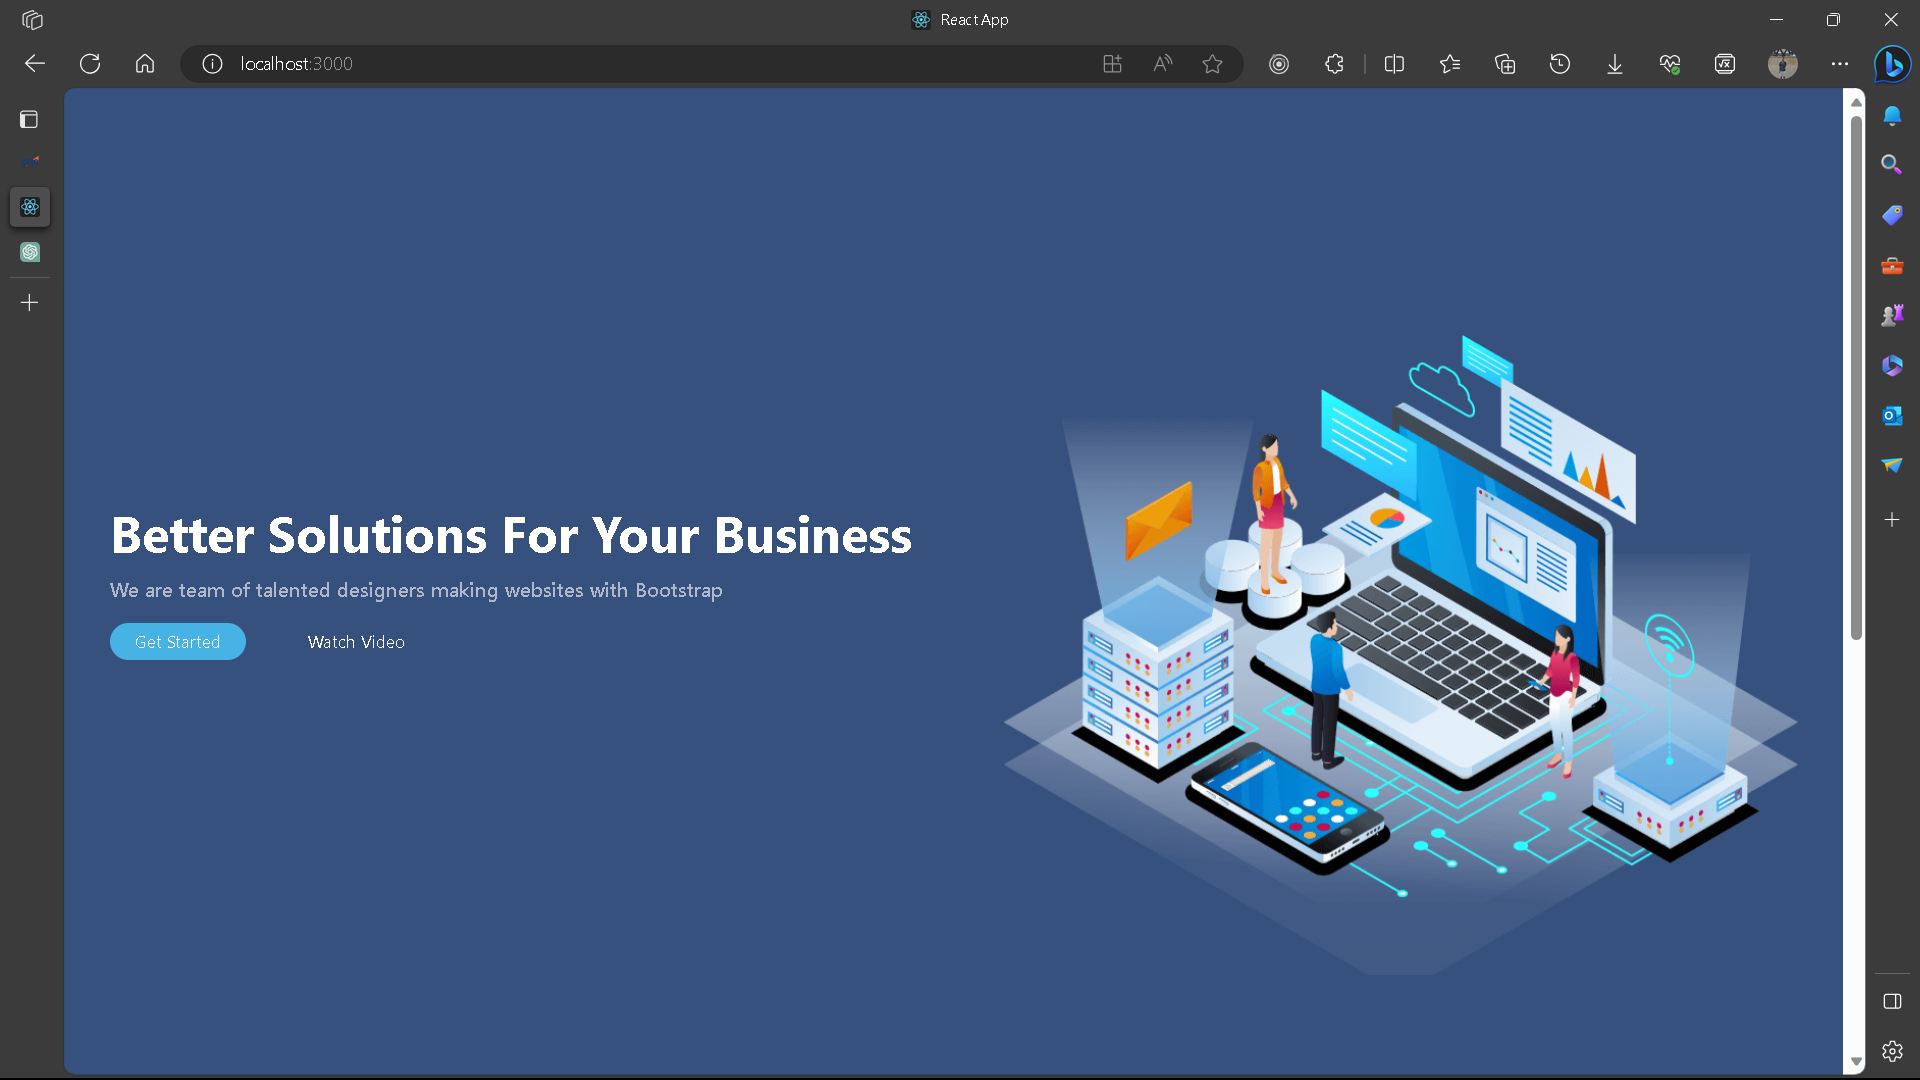 React App
localhost:3000
Better Solutions For Your Business
We are team of talented designers making websites with Bootstrap
Get Started
Watch Video